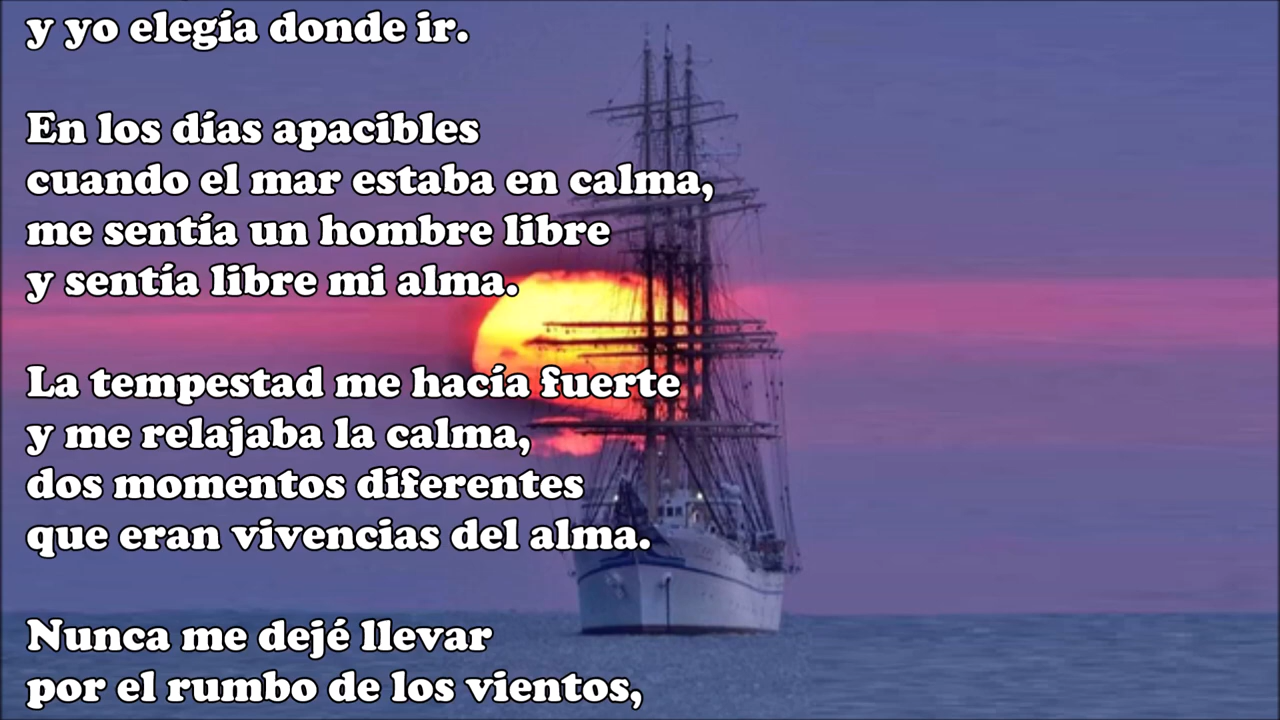 y yo elegía donde ir.
En los días apacibles
cuando el mar estaba en calma,
me sentía un hombre libre
y sentía libre mi alma.
La tempestad me hacía fuerte
y me relajaba la calma,
dos momentos diferentes
que eran vivencias del alma.
Nunca me dejé llevar
por el rumbo de los vientos,